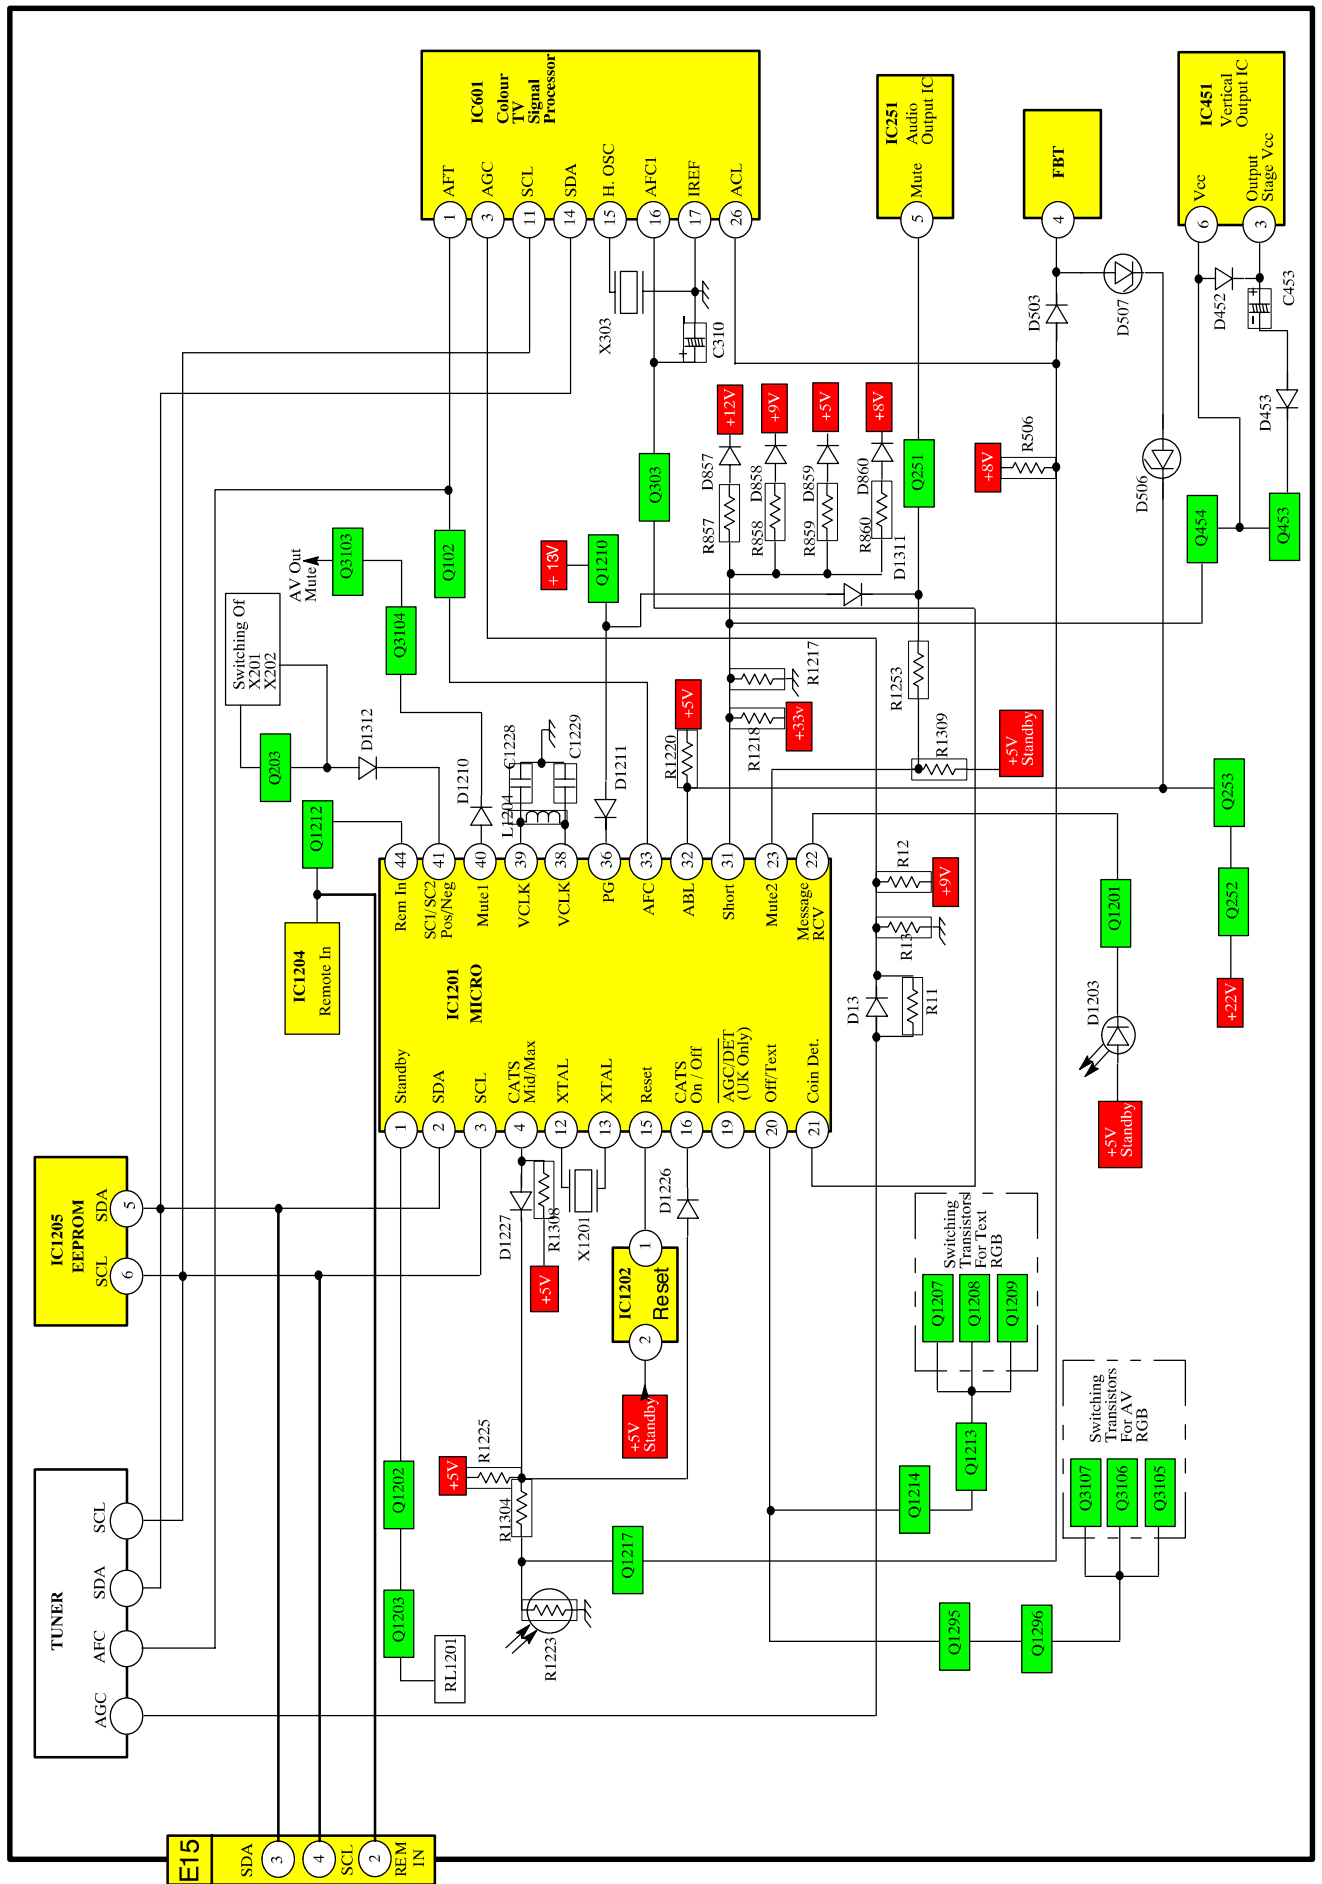 IC601
Colour
TV
Signal
Processor
AFT
AGC
SCL
SDA
H. OSC
AFC1
IREF
ACL
1
3
11
14
15
16
17
26
IC251
Audio
Output IC
Mute
5
FBT
4
IC451
Vertical
Output IC
Vcc
Output
Stage Vcc
6
3
X303
C310
D503
D507
D452
C453
D453
D506
+12V
+9V
+5V
+8V
D857
D858
D859
D860
R857
R858
R859
R860
Q303
Q251
+8V
R506
Q454
Q453
AV Out
Mute
Q3103
Q3104
Q102
+ 13V
Q1210
D1311
Switching Of
X201
X202
Q203
D1312
Q1212
D1210
L1204
C1228
C1229
D1211
+5V
R1220
R1218
+33v
R1217
R1253
R1309
+5V
Standby
Q253
Q252
+22V
IC1204
Remote In
44
41
40
39
38
36
33
32
31
23
22
Rem In
SC1/SC2
Pos/Neg
Mute1
VCLK
VCLK
PG
AFC
ABL
Short
Mute2
Message
RCV
IC1201
MICRO
Standby
SDA
SCL
CATS
Mid/Max
XTAL
XTAL
Reset
CATS
On / Off
AGC/DET
(UK Only)
Off/Text
Coin Det.
1
2
3
4
12
13
15
16
19
20
21
R12
+9V
R13
D13
R11
Q1201
D1203
+5V
Standby
IC1205
EEPROM
SDA
SCL
5
6
D1227
R1308
+5V
X1201
IC1202
Reset
1
2
D1226
+5V
Standby
Switching
Transistors
For Text
RGB
Q1207
Q1208
Q1209
Q1213
Q1214
Switching
Transistors
For AV
RGB
Q3107
Q3106
Q3105
Q1295
Q1296
TUNER
SCL
SDA
AFC
AGC
Q1202
Q1203
RL1201
+5V
R1225
R1304
Q1217
R1223
E15
SDA
3
4
SCL
2
REM
IN